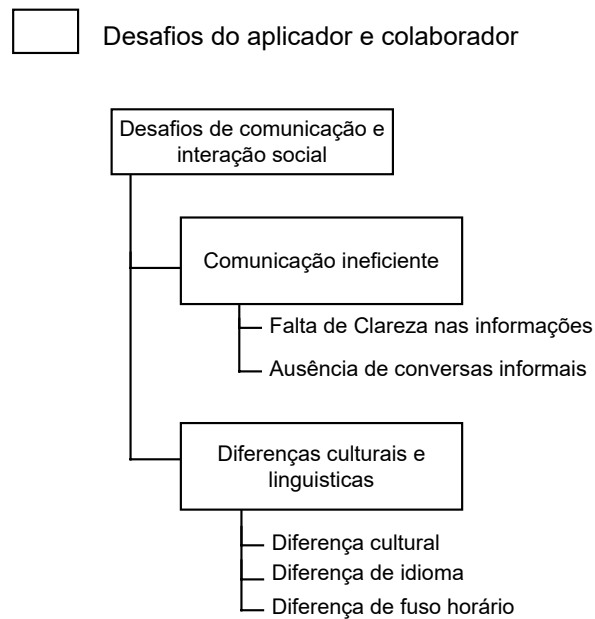 Desafios do aplicador e colaborador
Desafios de comunicação e
interação social
Comunicação ineficiente
Falta de Clareza nas informações
Ausência de conversas informais
Diferenças culturais e
linguisticas
Diferença cultural
Diferença de idioma
Diferença de fuso horário